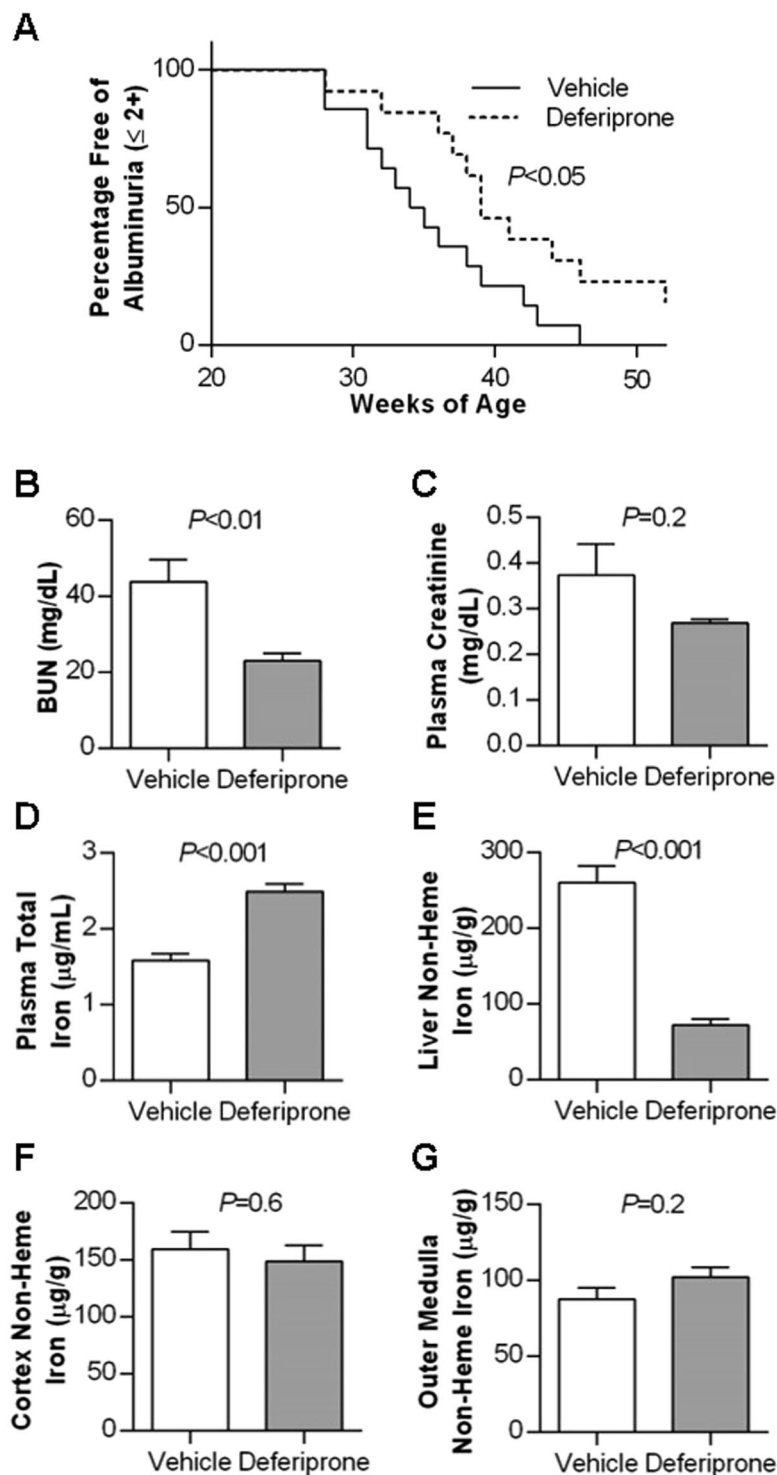 A
Percentage Free of
Albuminuria (≤ 2+)
100
50
0
Vehicle
Deferiprone
P<0.05
20 30 40 50
Weeks of Age
B
BUN (mg/dL)
60
40
20
0
P<0.01
Vehicle Deferiprone
C
Plasma Creatinine
(mg/dL)
0.5
0.4
0.3
0.2
0.1
0.0
P=0.2
Vehicle Deferiprone
D
Plasma Total
Iron (μg/mL)
3
2
1
0
P<0.001
Vehicle Deferiprone
E
Liver Non-Heme
Iron (μg/g)
300
200
100
0
P<0.001
Vehicle Deferiprone
F
Cortex Non-Heme
Iron (μg/g)
200
150
100
50
0
P=0.6
Vehicle Deferiprone
G
Outer Medulla
Non-Heme Iron (μg/g)
150
100
50
0
P=0.2
Vehicle Deferiprone